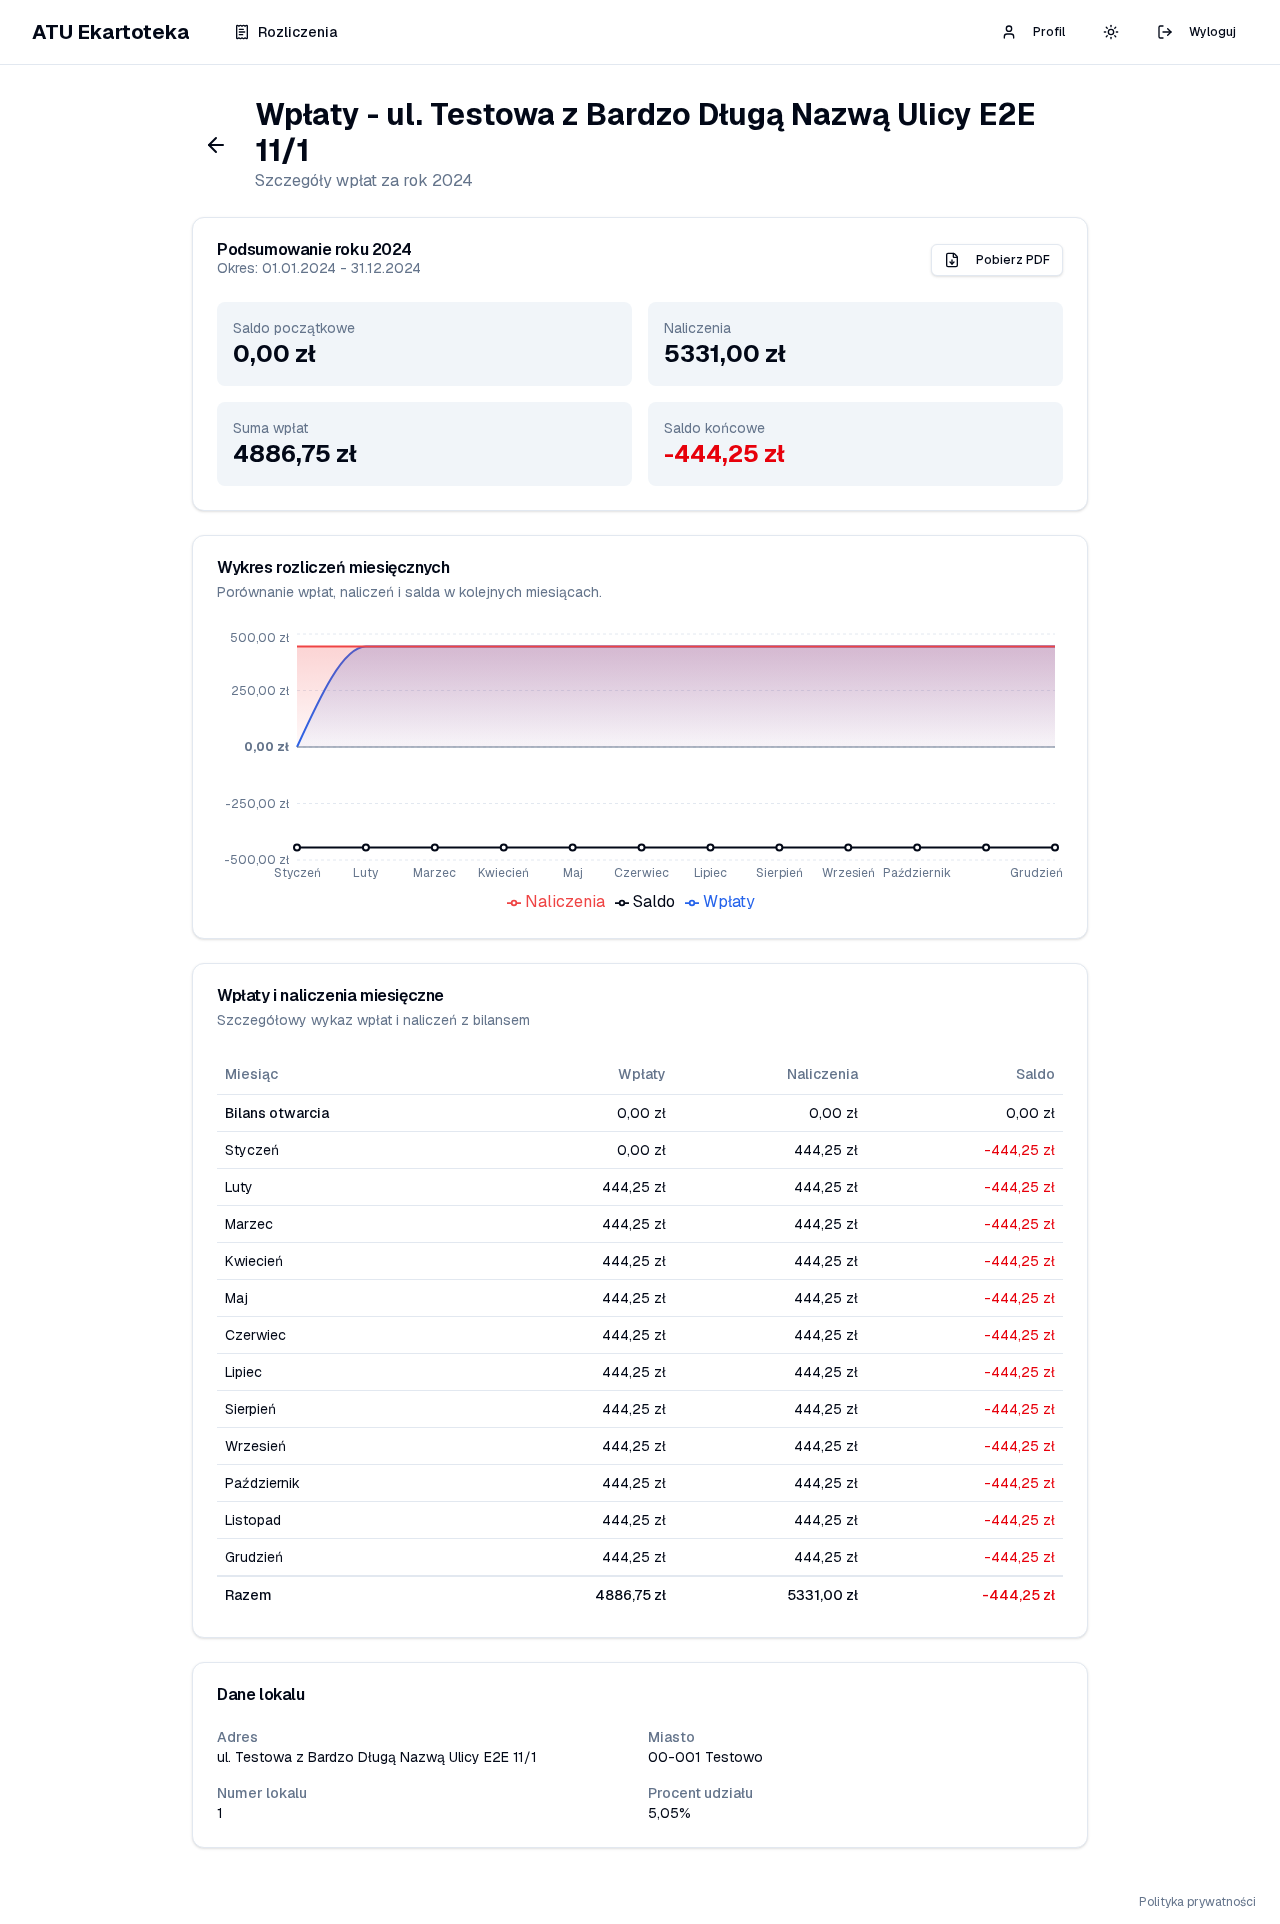 ATU Ekartoteka
Rozliczenia
Profil
Wyloguj
Wpłaty - ul. Testowa z Bardzo Długą Nazwą Ulicy E2E
11/1
Szczegóły wpłat za rok 2024
Podsumowanie roku 2024
Okres: 01.01.2024 - 31.12.2024
Pobierz PDF
Saldo początkowe
0,00 zł
Naliczenia
5331,00 zł
Suma wpłat
4886,75 zł
Saldo końcowe
-444,25 zł
Wykres rozliczeń miesięcznych
Porównanie wpłat, naliczeń i salda w kolejnych miesiącach.
500,00 zł
250,00 zł
0,00 zł
-250,00 zł
-500,00 zł
Styczeń Luty Marzec Kwiecień Maj Czerwiec Lipiec Sierpień Wrzesień Październik Grudzień
Naliczenia Saldo Wpłaty
Wpłaty i naliczenia miesięczne
Szczegółowy wykaz wpłat i naliczeń z bilansem
Miesiąc Wpłaty Naliczenia Saldo
Bilans otwarcia 0,00 zł 0,00 zł 0,00 zł
Styczeń 0,00 zł 444,25 zł -444,25 zł
Luty 444,25 zł 444,25 zł -444,25 zł
Marzec 444,25 zł 444,25 zł -444,25 zł
Kwiecień 444,25 zł 444,25 zł -444,25 zł
Maj 444,25 zł 444,25 zł -444,25 zł
Czerwiec 444,25 zł 444,25 zł -444,25 zł
Lipiec 444,25 zł 444,25 zł -444,25 zł
Sierpień 444,25 zł 444,25 zł -444,25 zł
Wrzesień 444,25 zł 444,25 zł -444,25 zł
Październik 444,25 zł 444,25 zł -444,25 zł
Listopad 444,25 zł 444,25 zł -444,25 zł
Grudzień 444,25 zł 444,25 zł -444,25 zł
Razem 4886,75 zł 5331,00 zł -444,25 zł
Dane lokalu
Adres
ul. Testowa z Bardzo Długą Nazwą Ulicy E2E 11/1
Miasto
00-001 Testowo
Numer lokalu
1
Procent udziału
5,05%
Polityka prywatności